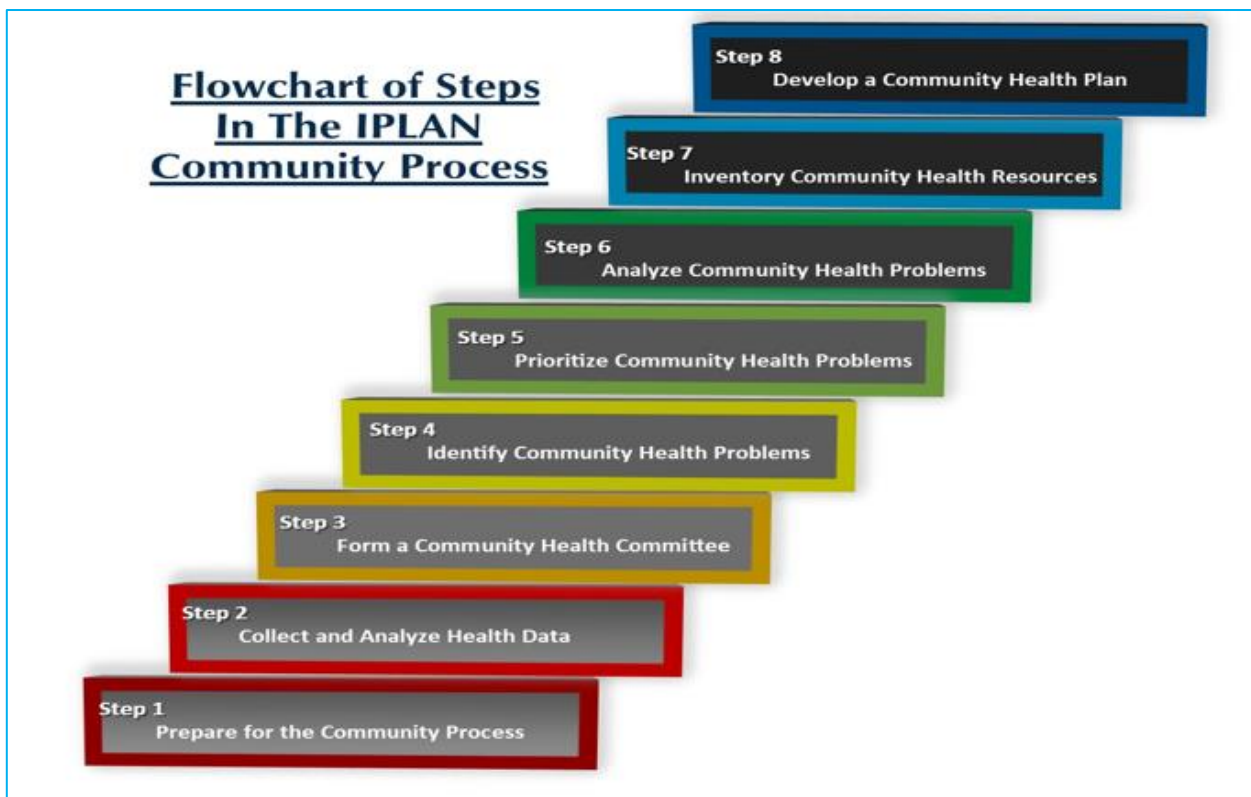 Flowchart of Steps
In The IPLAN
Community Process
Step 8
Develop a Community Health Plan
Step 7
Inventory Community Health Resources
Step 6
Analyze Community Health Problems
Step 5
Prioritize Community Health Problems
Step 4
Identify Community Health Problems
Step 3
Form a Community Health Committee
Step 2
Collect and Analyze Health Data
Step 1
Prepare for the Community Process